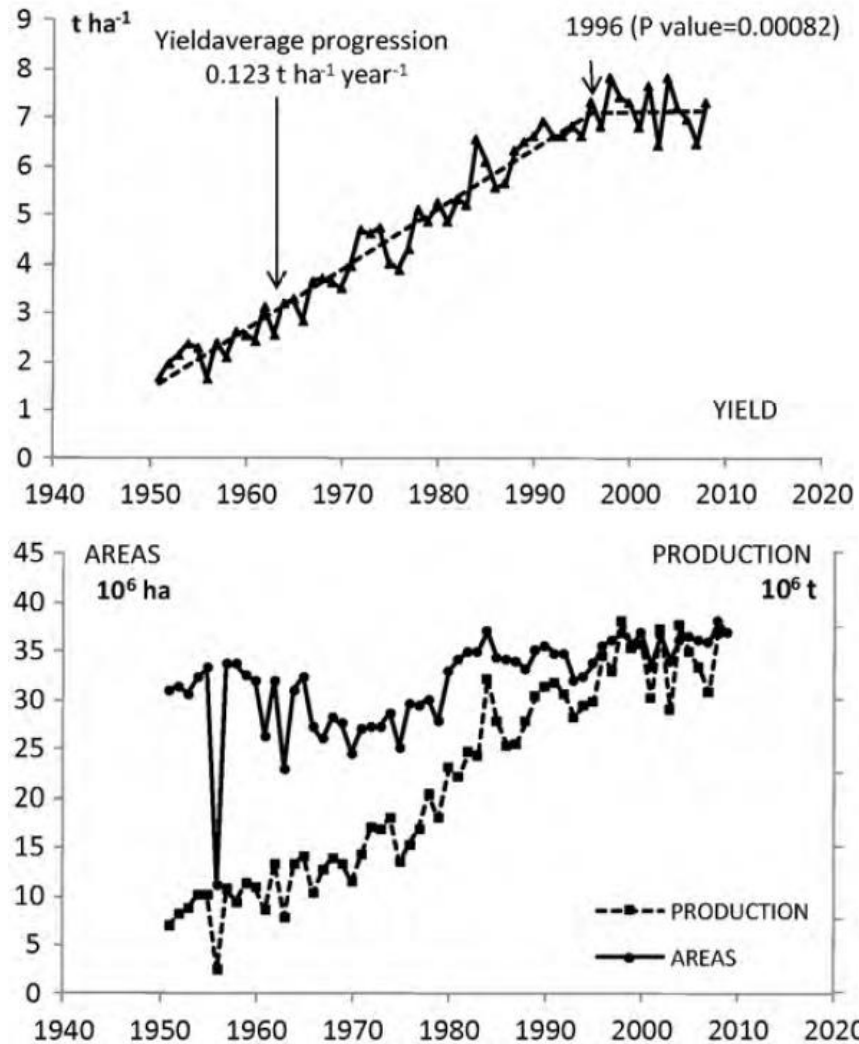 9
t ha-1
8
7
6
5
4
3
2
1
0
Yieldaverage progression
0.123 t ha-1 year-1
1996 (P value=0.00082)
YIELD
1940 1950 1960 1970 1980 1990 2000 2010 2020
45
40
35
30
25
20
15
10
5
0
AREAS
10⁶ ha
PRODUCTION
10⁶ t
PRODUCTION
AREAS
1940 1950 1960 1970 1980 1990 2000 2010 2020